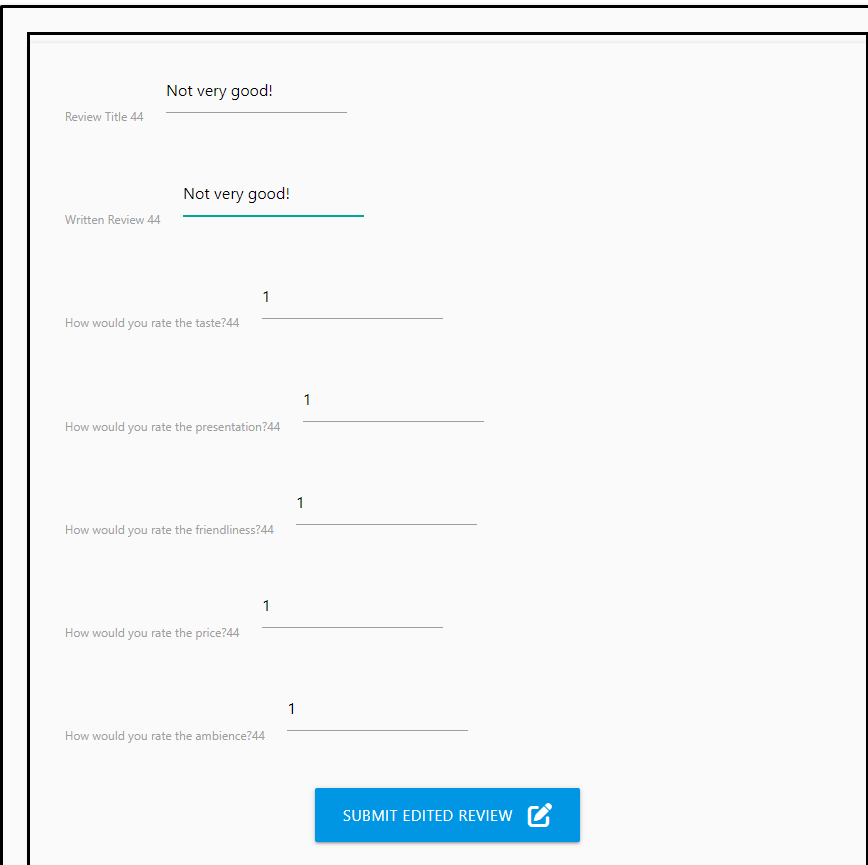 Not very good!
Review Title 44
Not very good!
Written Review 44
1
How would you rate the taste?44
1
How would you rate the presentation?44
1
How would you rate the friendliness?44
1
How would you rate the price?44
1
How would you rate the ambience?44
SUBMIT EDITED REVIEW